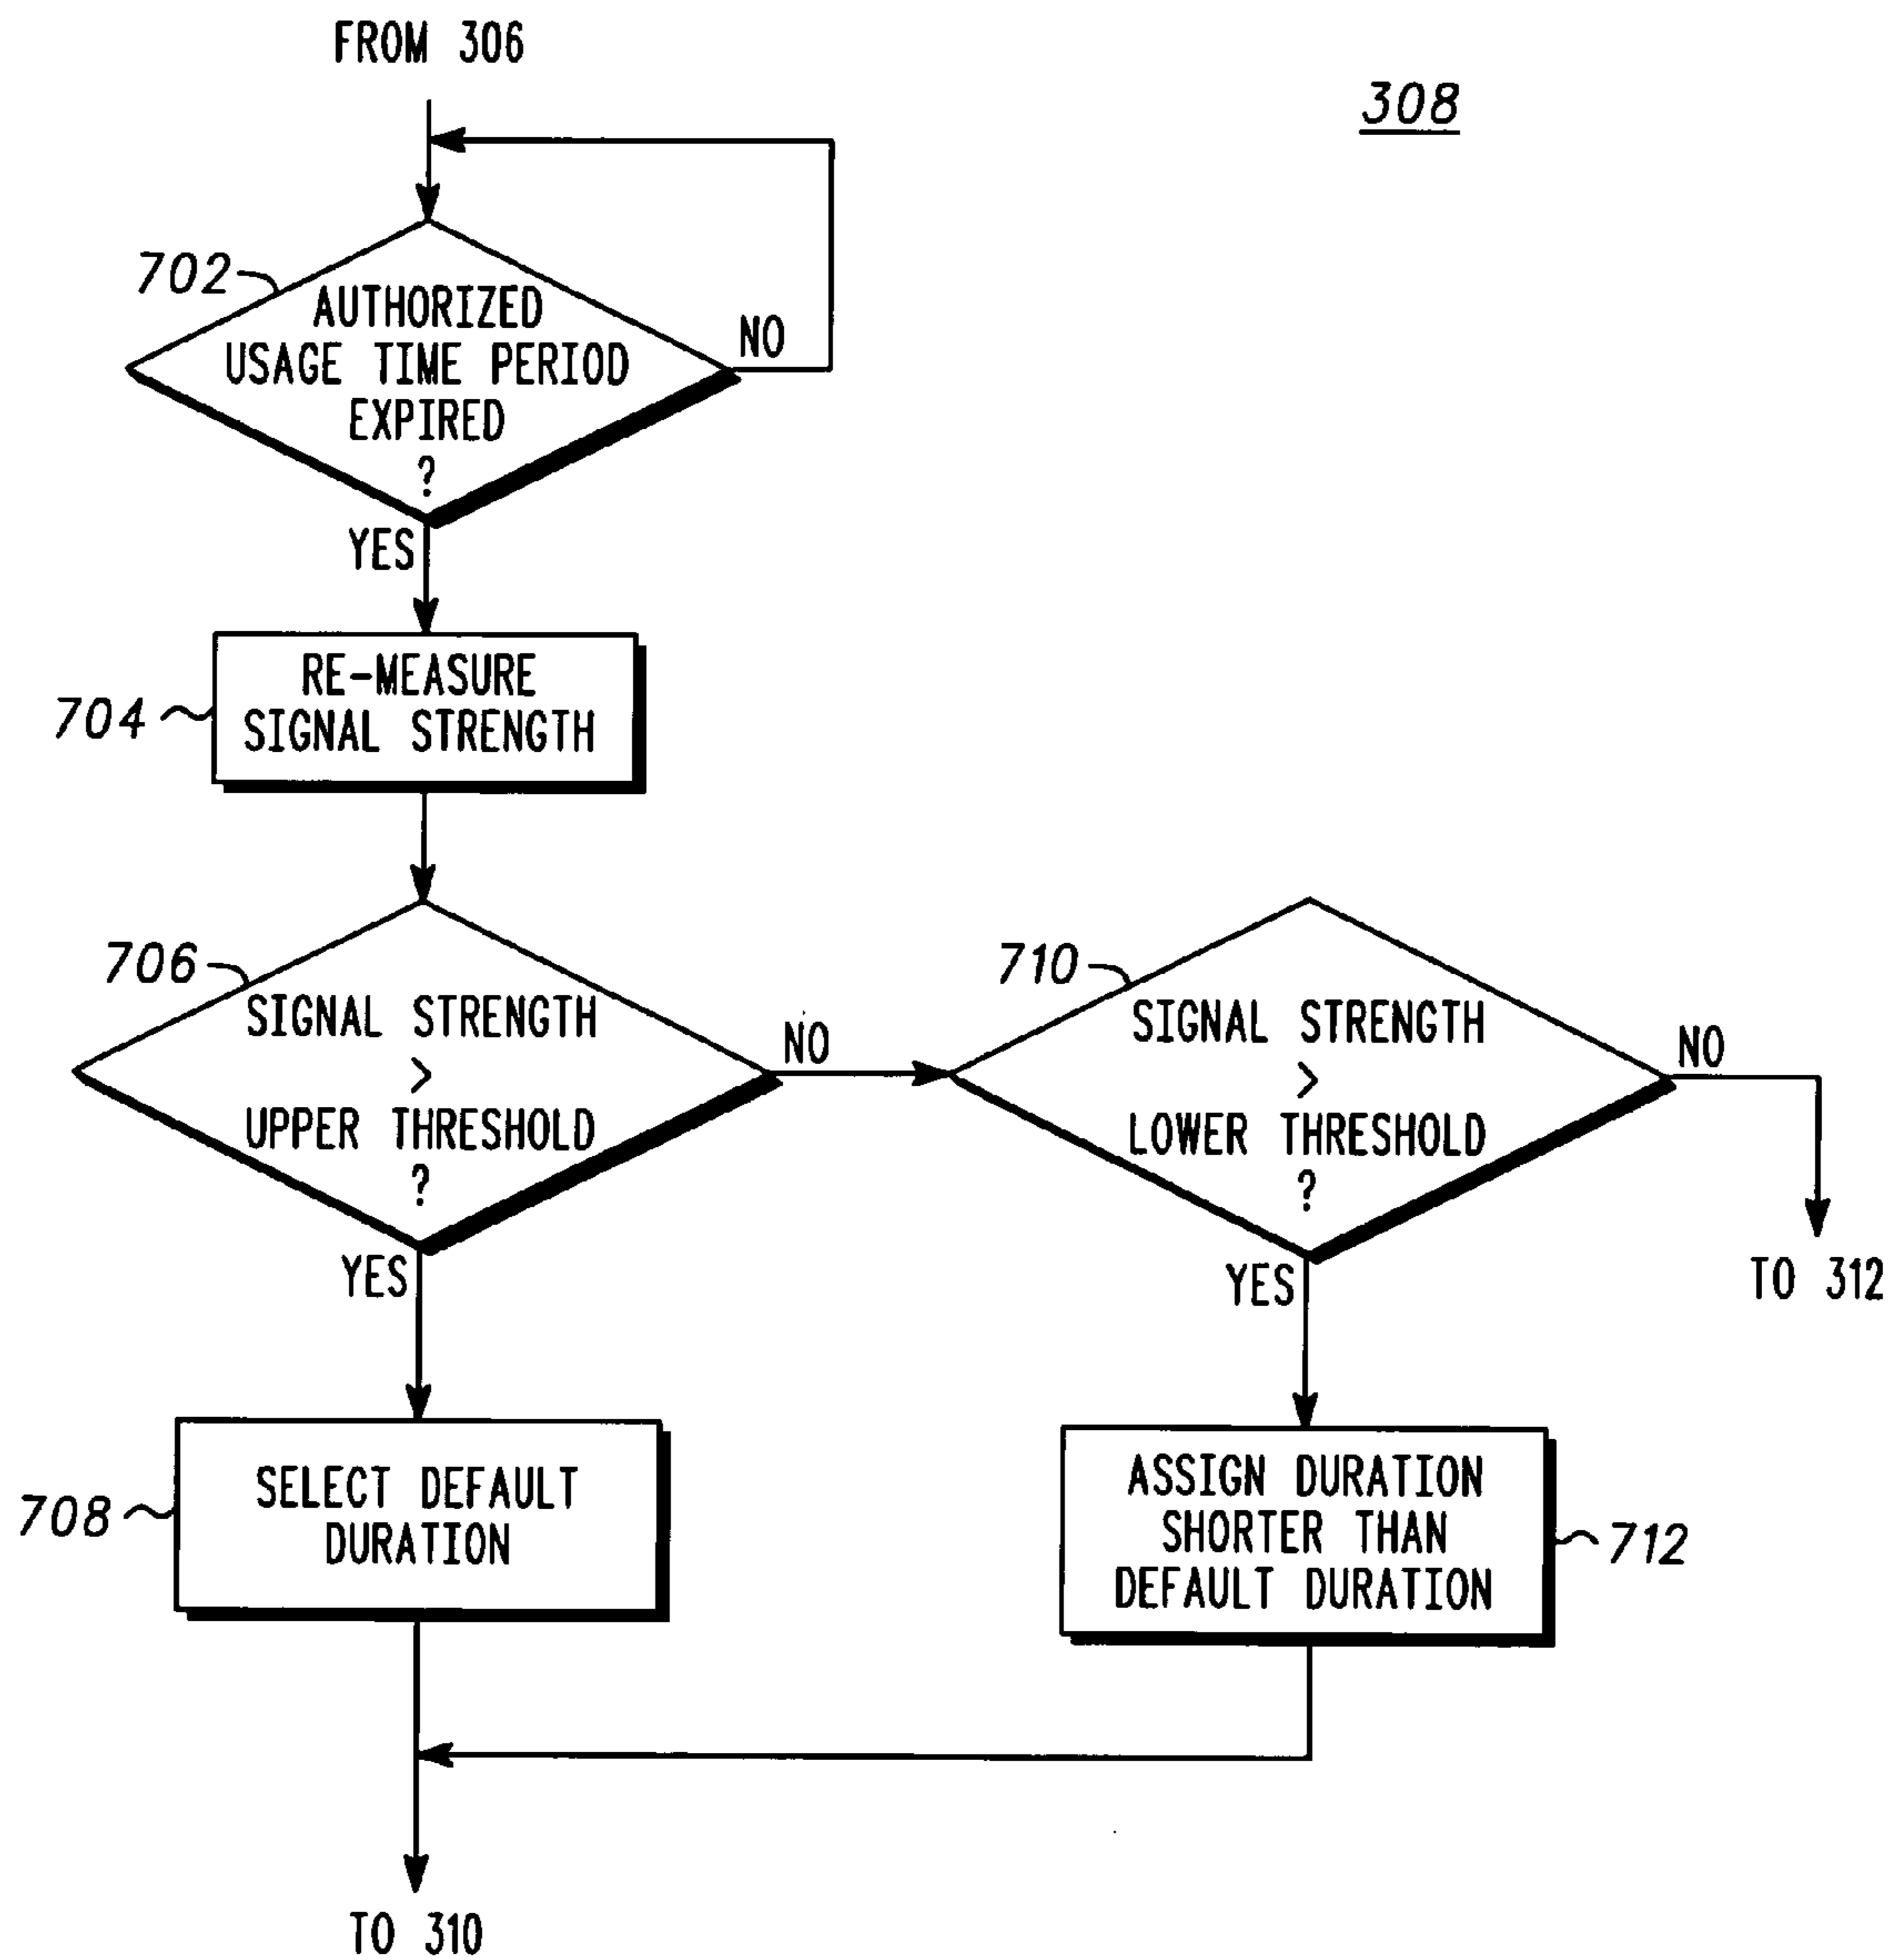 FROM 306
308
702
AUTHORIZED
USAGE TIME PERIOD
EXPIRED
?
NO
YES
704
RE-MEASURE
SIGNAL STRENGTH
706
SIGNAL STRENGTH
>
UPPER THRESHOLD
?
NO
YES
710
SIGNAL STRENGTH
>
LOWER THRESHOLD
?
NO
TO 312
YES
708
SELECT DEFAULT
DURATION
ASSIGN DURATION
SHORTER THAN
DEFAULT DURATION
712
TO 310